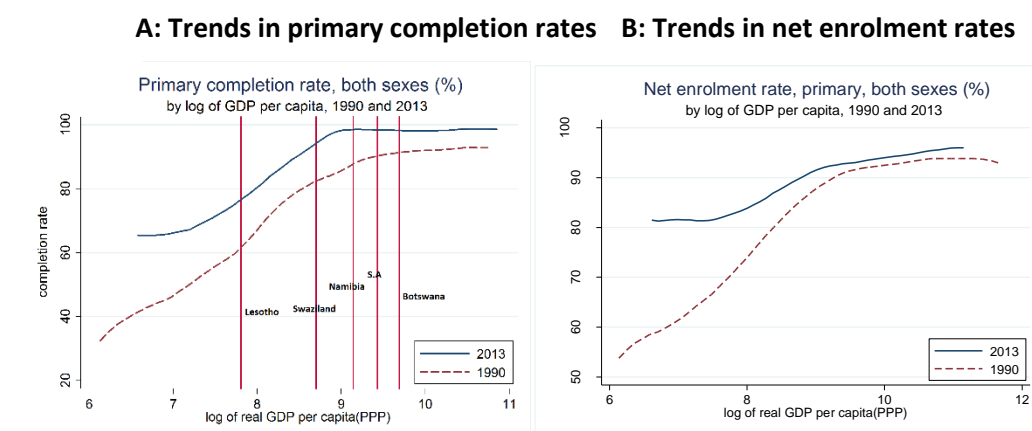 A: Trends in primary completion rates B: Trends in net enrolment rates
Primary completion rate, both sexes (%)
by log of GDP per capita, 1990 and 2013
completion rate
100
80
60
40
20
Lesotho
Swaziland
Namibia
S.A
Botswana
2013
1990
6 7 8 9 10 11
log of real GDP per capita(PPP)
Net enrolment rate, primary, both sexes (%)
by log of GDP per capita, 1990 and 2013
100
90
80
70
60
50
2013
1990
6 8 10 12
log of real GDP per capita(PPP)